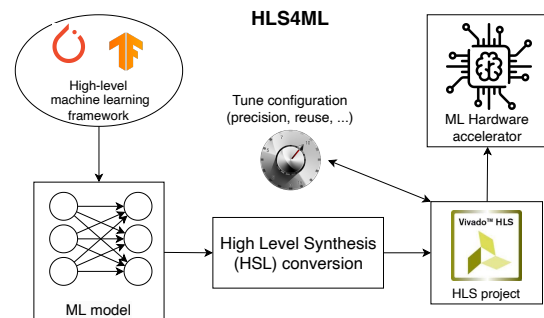 HLS4ML
High-level
machine learning
framework
Tune configuration
(precision, reuse, ...)
ML Hardware
accelerator
High Level Synthesis
(HSL) conversion
Vivado™ HLS
HLS project
ML model